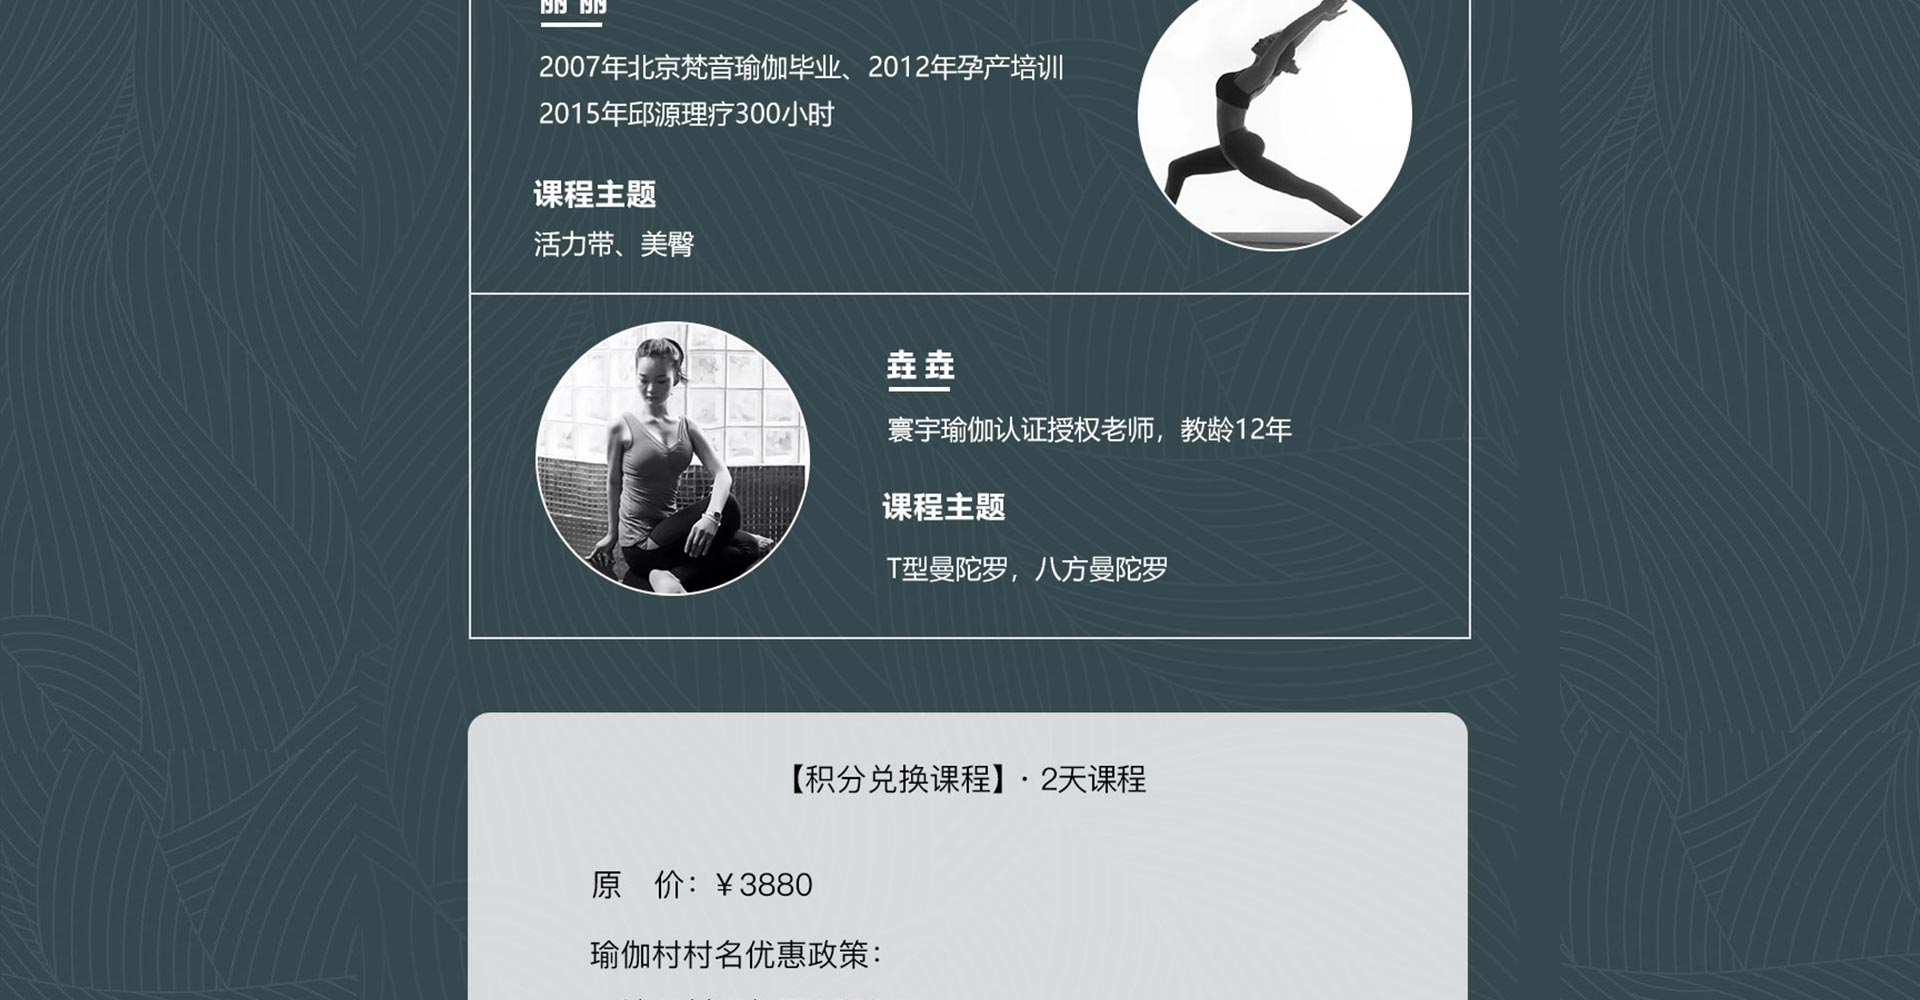 丽 丽
2007年北京梵音瑜伽毕业、2012年孕产培训
2015年邱源理疗300小时
课程主题
活力带、美臀
垚 垚
寰宇瑜伽认证授权老师，教龄12年
课程主题
T型曼陀罗，八方曼陀罗
【积分兑换课程】· 2天课程
原 价：￥3880
瑜伽村村名优惠政策：